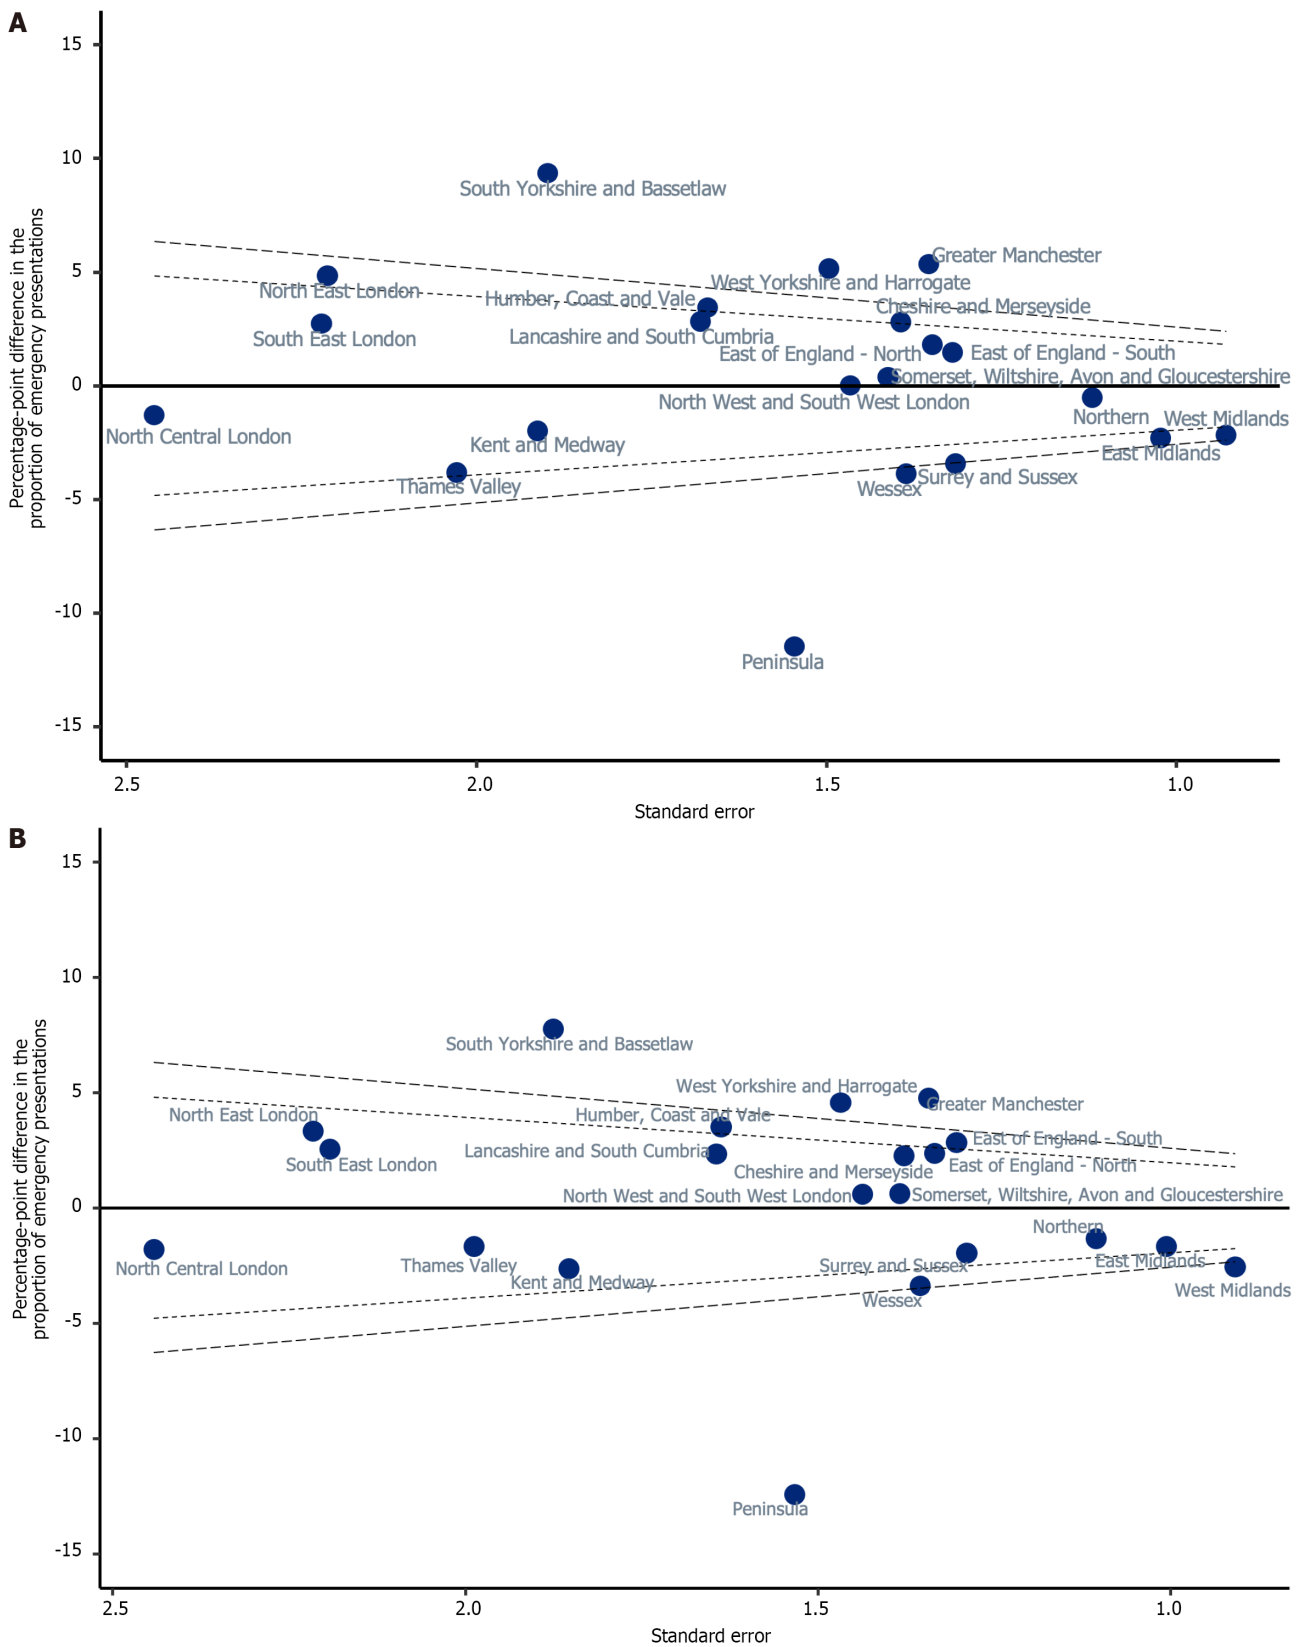 A
15
10
5
0
-5
-10
-15
Percentage-point difference in the
proportion of emergency presentations
South Yorkshire and Bassetlaw
Greater Manchester
West Yorkshire and Harrogate
North East London
Humber, Coast and Vale
Cheshire and Merseyside
South East London
Lancashire and South Cumbria
East of England - North
East of England - South
Somerset, Wiltshire, Avon and Gloucestershire
North West and South West London
Northern
West Midlands
North Central London
Kent and Medway
East Midlands
Thames Valley
Wessex
Surrey and Sussex
Peninsula
2.5
2.0
1.5
1.0
Standard error
B
15
10
5
0
-5
-10
-15
Percentage-point difference in the
proportion of emergency presentations
South Yorkshire and Bassetlaw
West Yorkshire and Harrogate
Greater Manchester
North East London
Humber, Coast and Vale
East of England - South
Lancashire and South Cumbria
South East London
East of England - North
Cheshire and Merseyside
North West and South West London
Somerset, Wiltshire, Avon and Gloucestershire
Northern
North Central London
Thames Valley
Surrey and Sussex
East Midlands
Kent and Medway
West Midlands
Wessex
Peninsula
2.5
2.0
1.5
1.0
Standard error